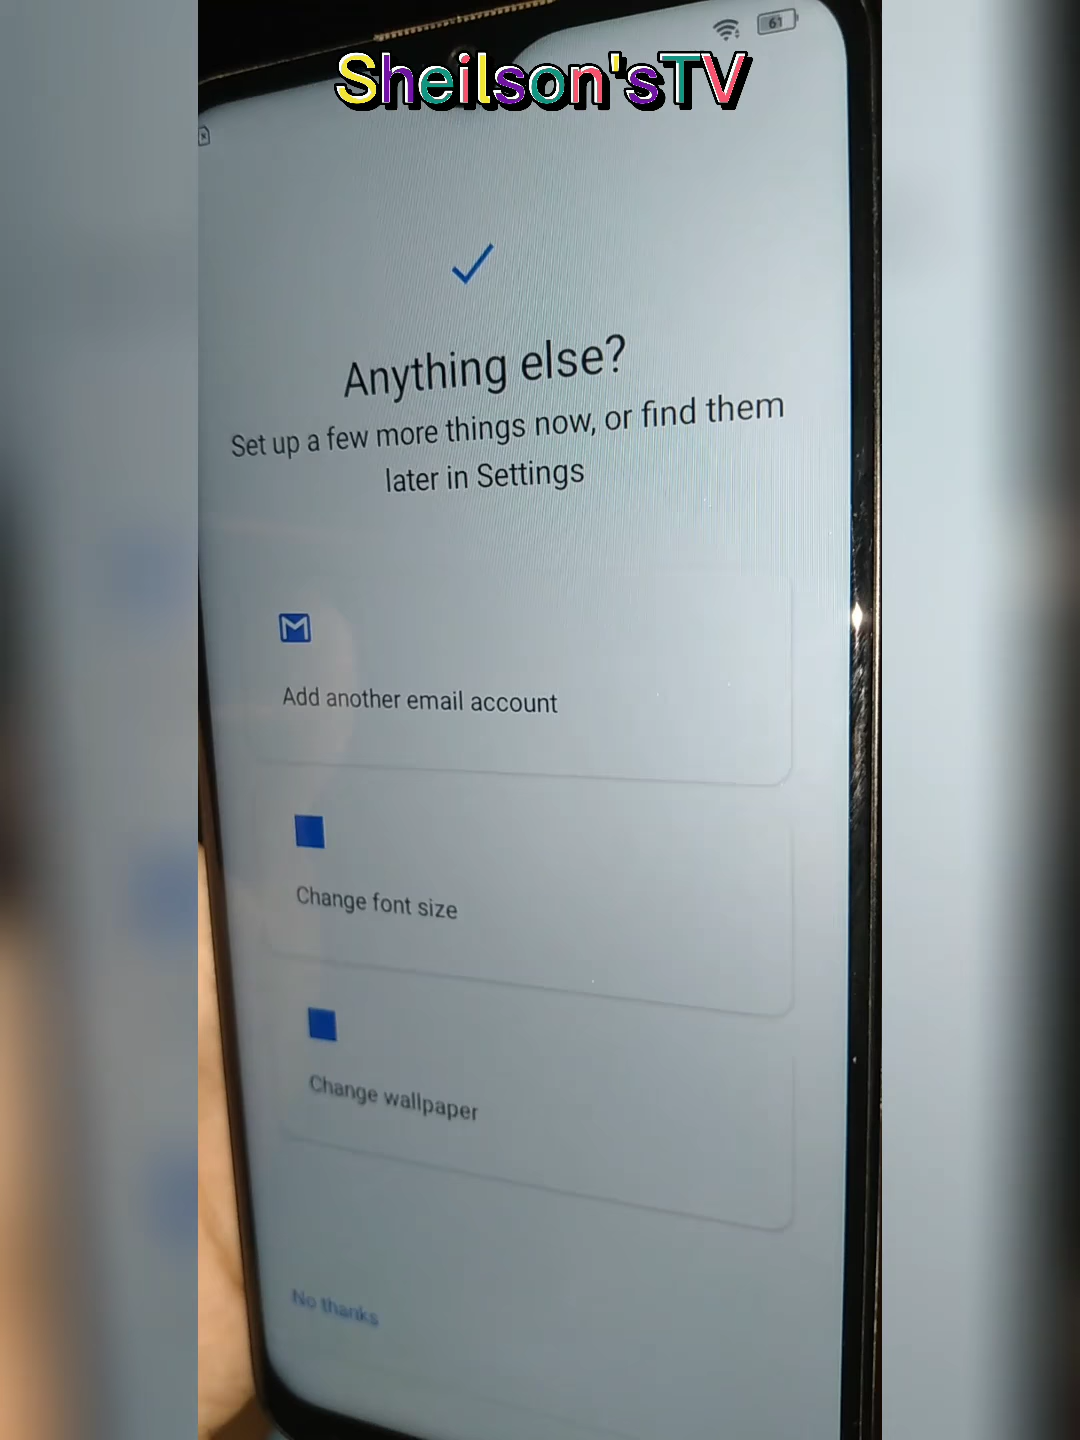 61
Sheilson'sTV
Anything else?
Set up a few more things now, or find them
later in Settings
Add another email account
Change font size
Change wallpaper
No thanks